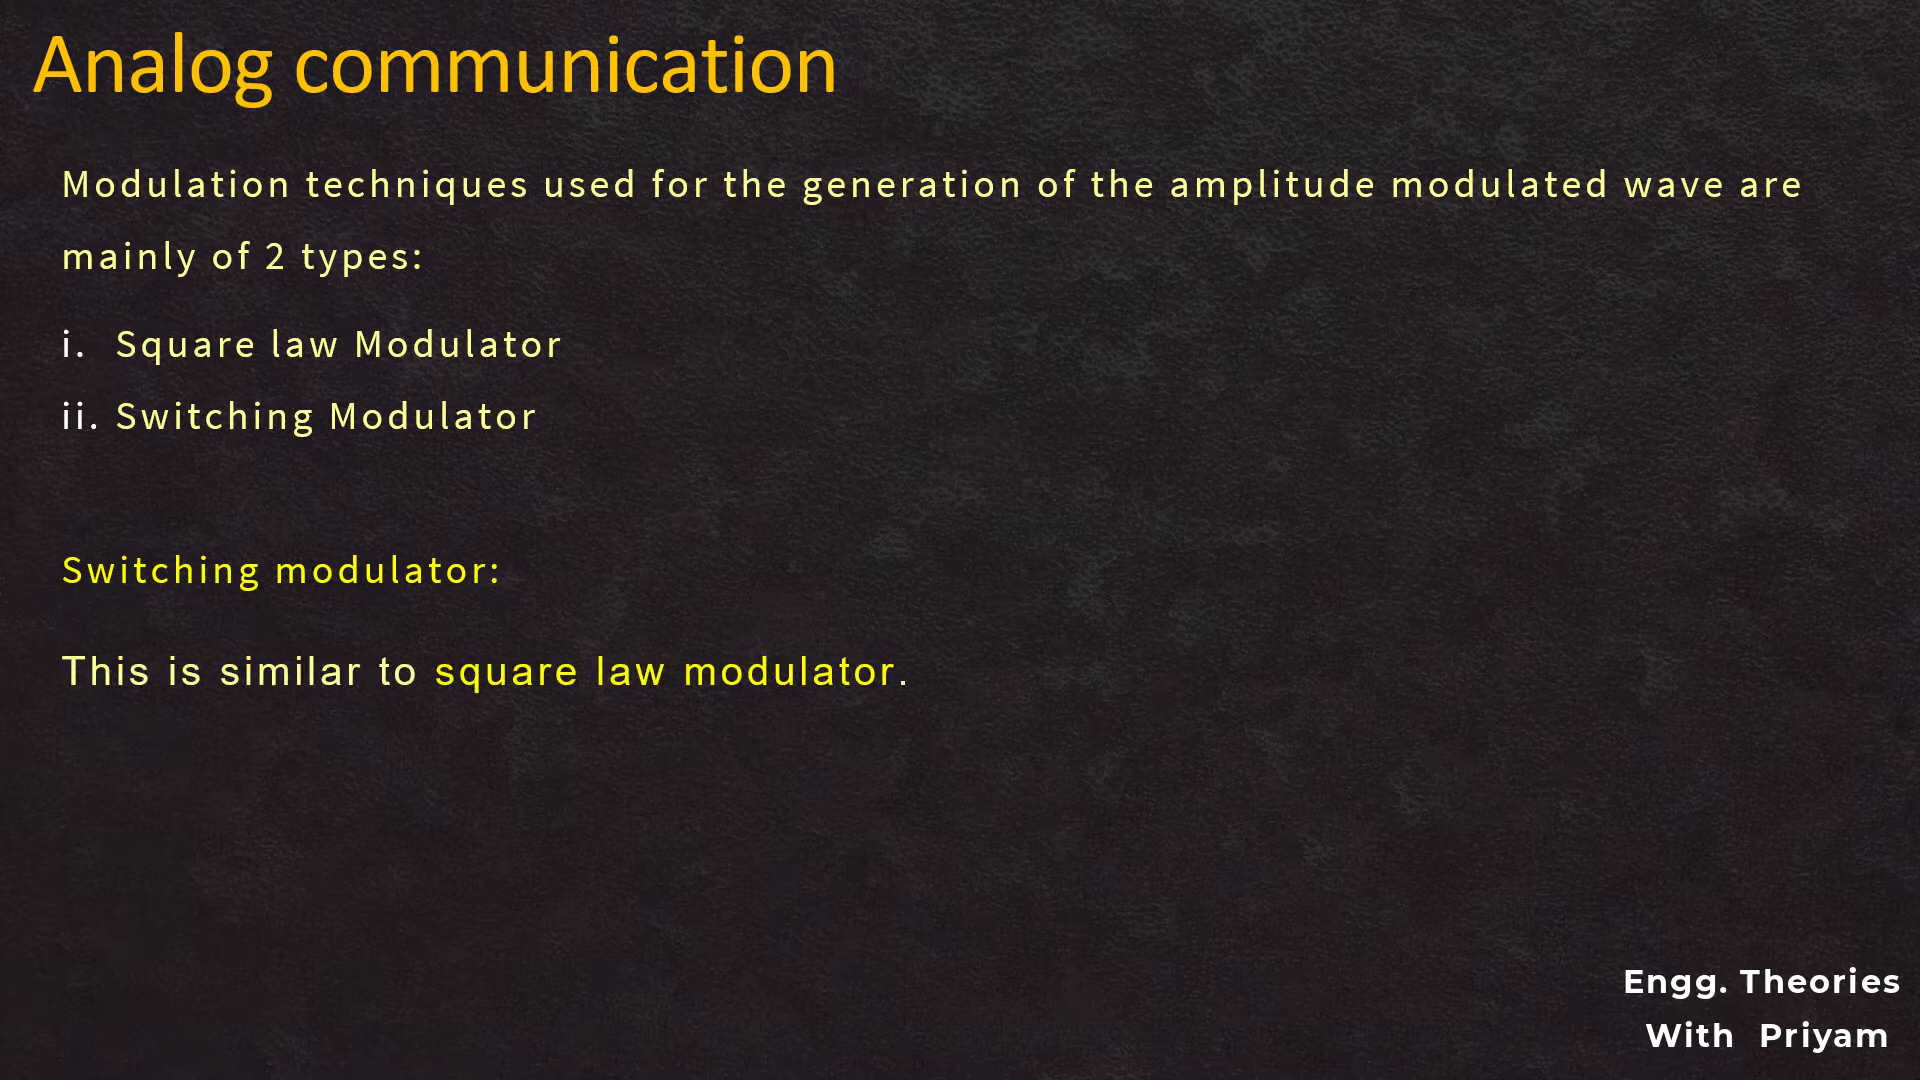 Analog communication
Modulation techniques used for the generation of the amplitude modulated wave are
mainly of 2 types:
i. Square law Modulator
ii. Switching Modulator
Switching modulator:
This is similar to square law modulator.
Engg. Theories
With Priyam